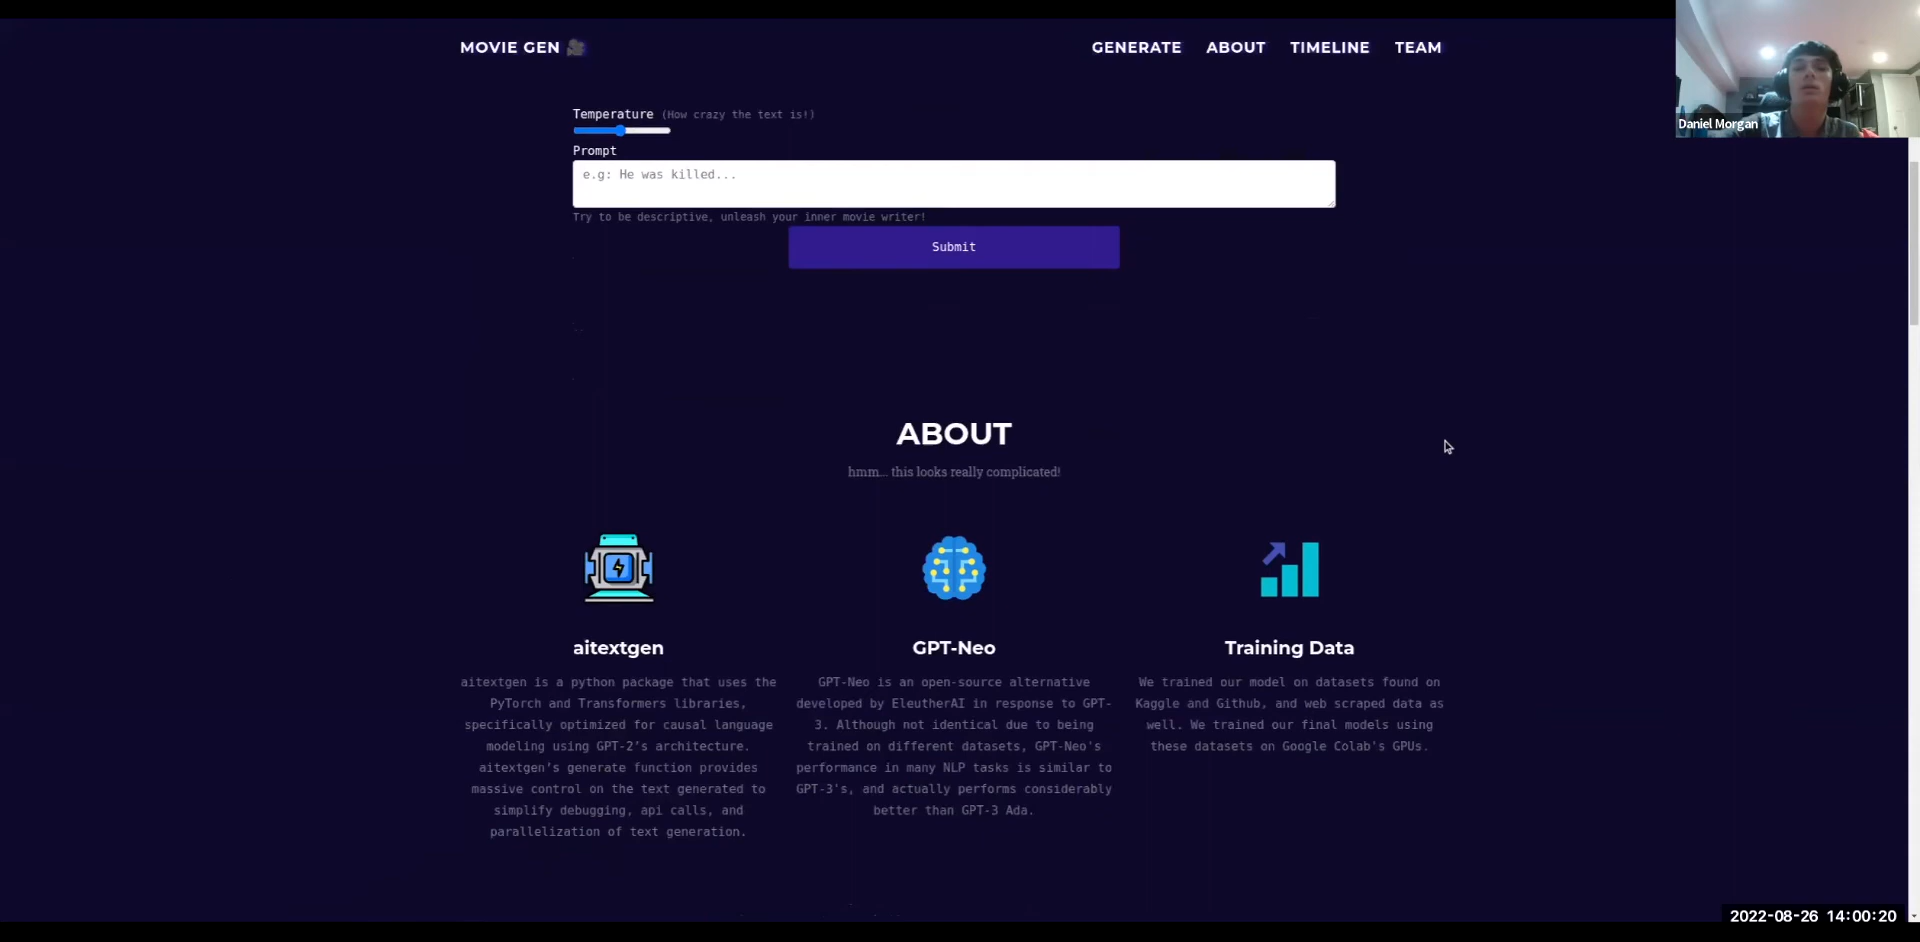 MOVIE GEN 🎥
GENERATE ABOUT TIMELINE TEAM
Daniel Morgan
Temperature (How crazy the text is!)
Prompt
e.g: He was killed...
Try to be descriptive, unleash your inner movie writer!
Submit
ABOUT
hmm... this looks really complicated!
aitextgen
aitextgen is a python package that uses the
PyTorch and Transformers libraries,
specifically optimized for causal language
modeling using GPT-2’s architecture.
aitextgen's generate function provides
massive control on the text generated to
simplify debugging, api calls, and
parallelization of text generation.
GPT-Neo
GPT-Neo is an open-source alternative
developed by EleutherAI in response to GPT-
3. Although not identical due to being
trained on different datasets, GPT-Neo's
performance in many NLP tasks is similar to
GPT-3's, and actually performs considerably
better than GPT-3 Ada.
Training Data
We trained our model on datasets found on
Kaggle and Github, and web scraped data as
well. We trained our final models using
these datasets on Google Colab's GPUs.
2022-08-26 14:00:20